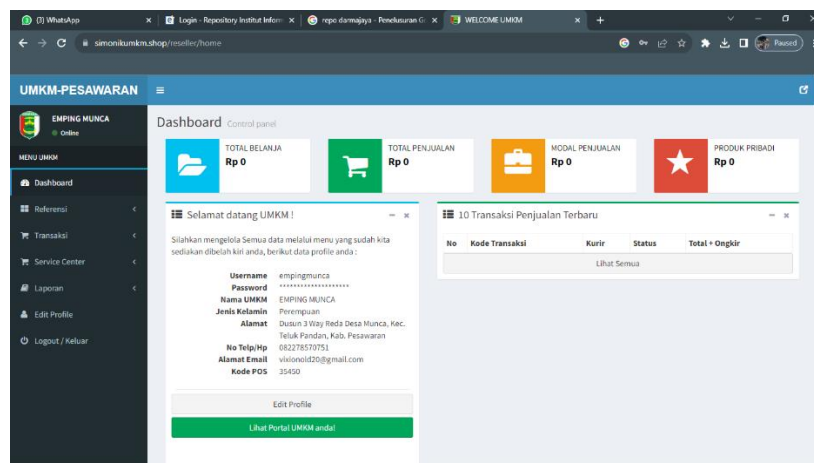 (3) WhatsApp
Login - Repository Institut Inform
repo darmajaya - Penelusuran G
WELCOME UMKM
simonikumkm.shop/reseller/home
Paused
UMKM-PESAWARAN
EMPING MUNCA
Online
MENU UMKM
Dashboard
Referensi
Transaksi
Service Center
Laporan
Edit Profile
Logout / Keluar
Dashboard Control panel
TOTAL BELANJA
Rp 0
TOTAL PENJUALAN
Rp 0
MODAL PENJUALAN
Rp 0
PRODUK PRIBADI
Rp 0
Selamat datang UMKM !
Silahkan mengelola Semua data melalui menu yang sudah kita
sediakan dibelah kiri anda, berikut data profile anda :
Username empingmunca
Password ********************
Nama UMKM EMPING MUNCA
Jenis Kelamin Perempuan
Alamat Dusun 3 Way Reda Desa Munca, Kec.
Teluk Pandan, Kab. Pesawaran
No Telp/Hp 082278570751
Alamat Email vixionoid20@gmail.com
Kode POS 35450
Edit Profile
Lihat Portal UMKM anda!
10 Transaksi Penjualan Terbaru
No Kode Transaksi Kurir Status Total + Ongkir
Lihat Semua